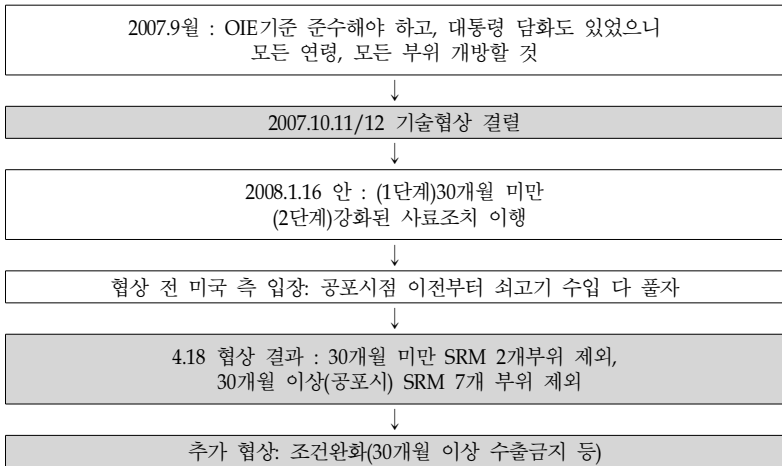 2007.9월 : OIE기준 준수해야 하고, 대통령 담화도 있었으니
모든 연령, 모든 부위 개방할 것
↓
2007.10.11/12 기술협상 결렬
↓
2008.1.16 안 : (1단계)30개월 미만
(2단계)강화된 사료조치 이행
↓
협상 전 미국 측 입장: 공포시점 이전부터 쇠고기 수입 다 풀자
↓
4.18 협상 결과 : 30개월 미만 SRM 2개부위 제외,
30개월 이상(공포시) SRM 7개 부위 제외
↓
추가 협상: 조건완화(30개월 이상 수출금지 등)